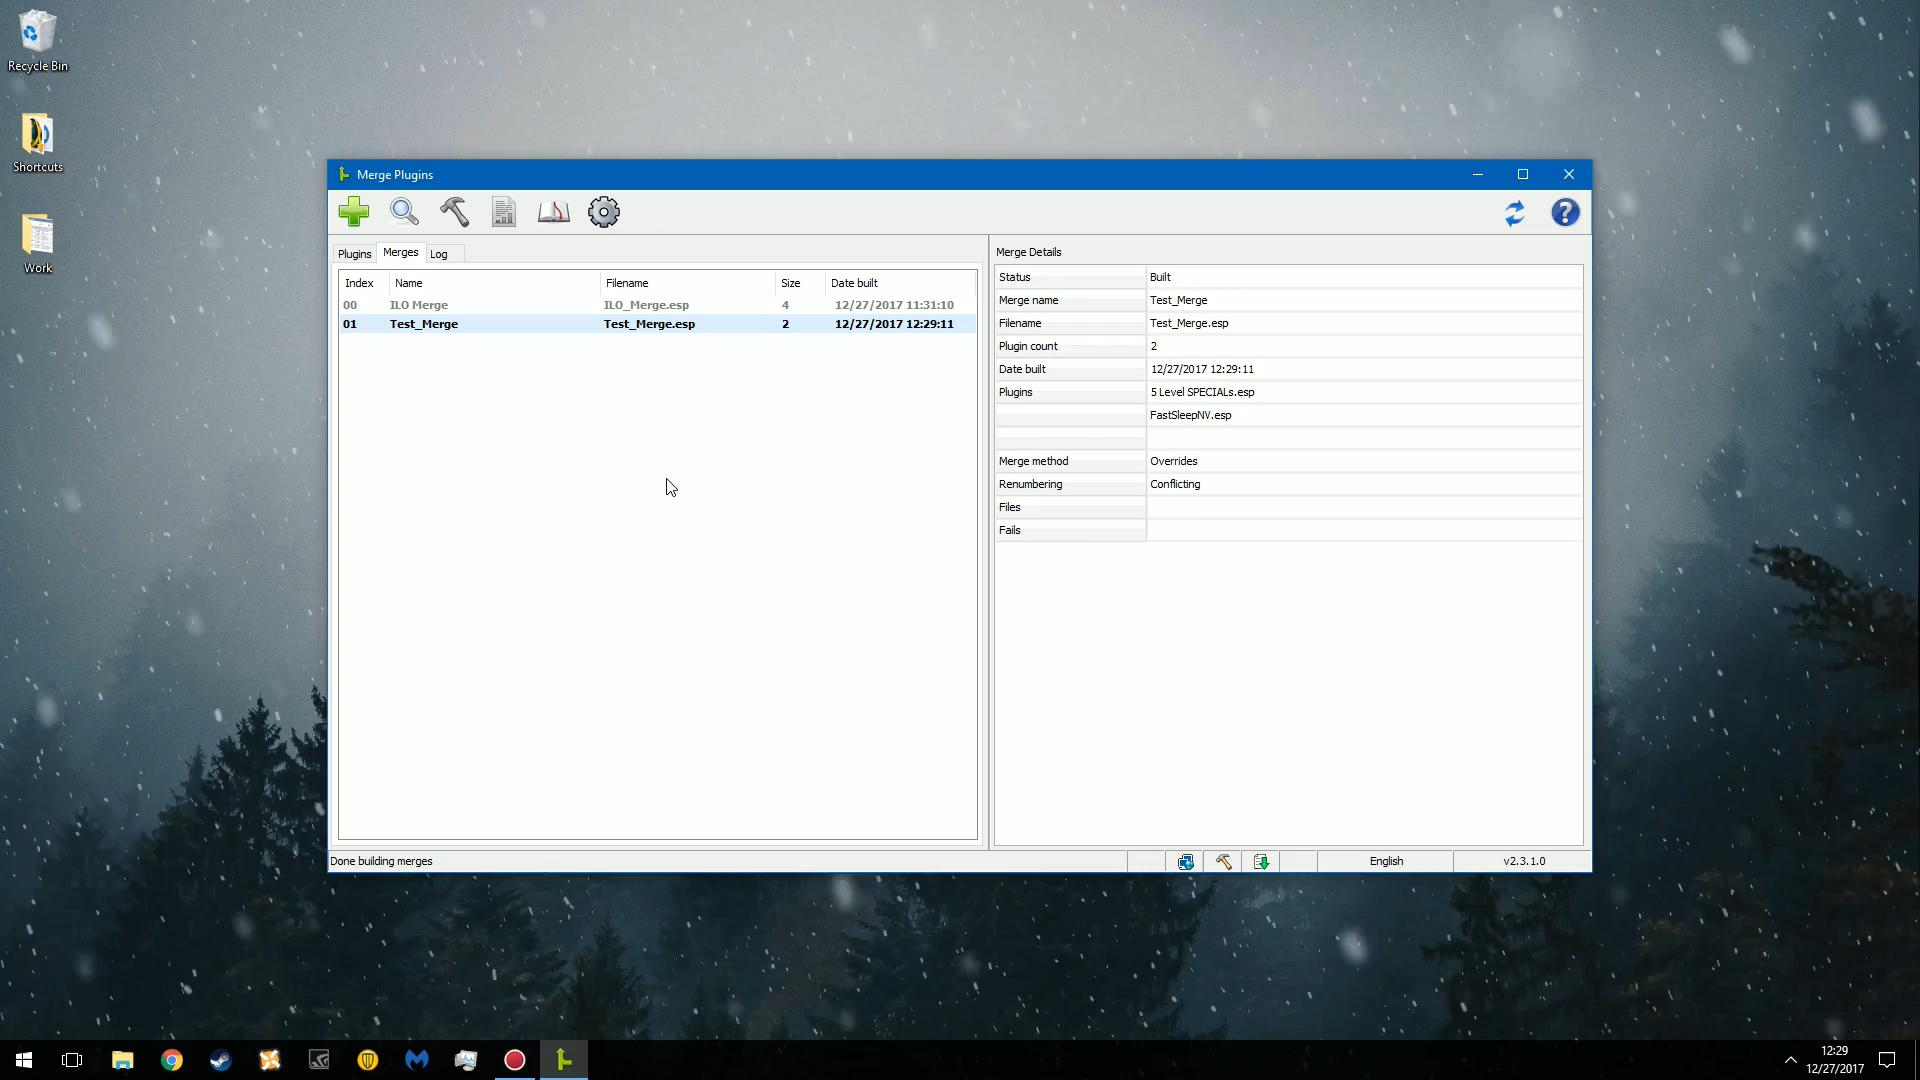 Recycle Bin
Shortcuts
Work
Merge Plugins
Plugins Merges Log
Index Name Filename Size Date built
00 ILO Merge ILO_Merge.esp 4 12/27/2017 11:31:10
01 Test_Merge Test_Merge.esp 2 12/27/2017 12:29:11
Merge Details
Status Built
Merge name Test_Merge
Filename Test_Merge.esp
Plugin count 2
Date built 12/27/2017 12:29:11
Plugins 5 Level SPECIALs.esp
FastSleepNV.esp
Merge method Overrides
Renumbering Conflicting
Files
Fails
Done building merges English v2.3.1.0
12:29
12/27/2017